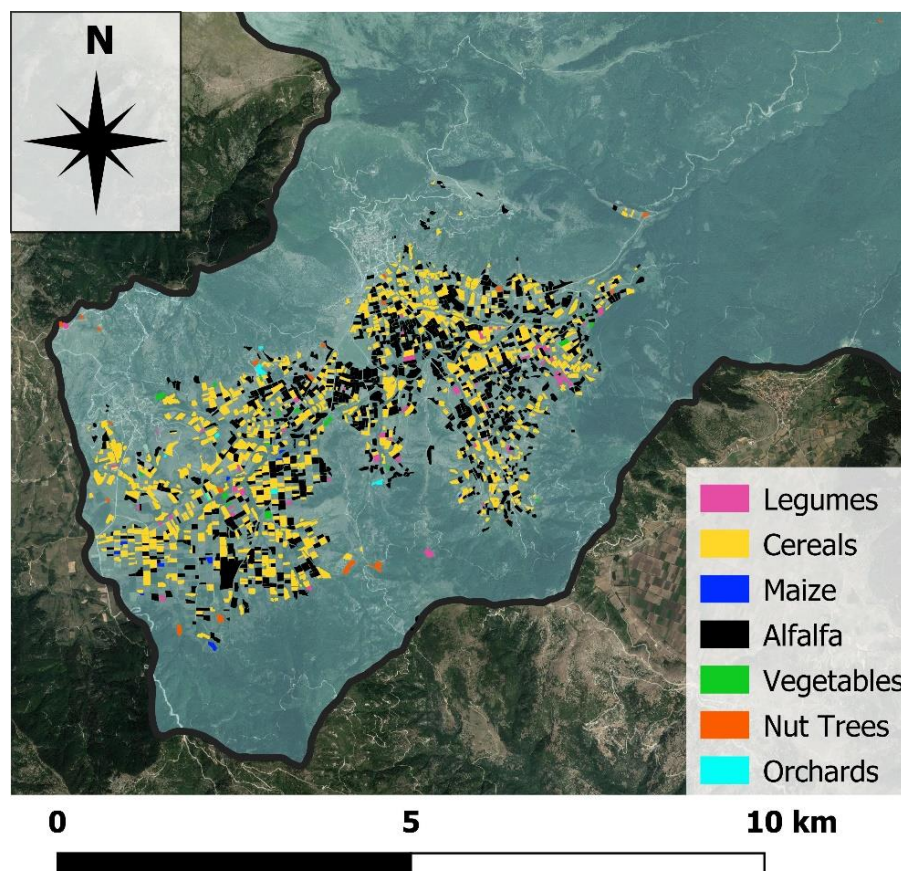 N
Legumes
Cereals
Maize
Alfalfa
Vegetables
Nut Trees
Orchards
0 5 10 km